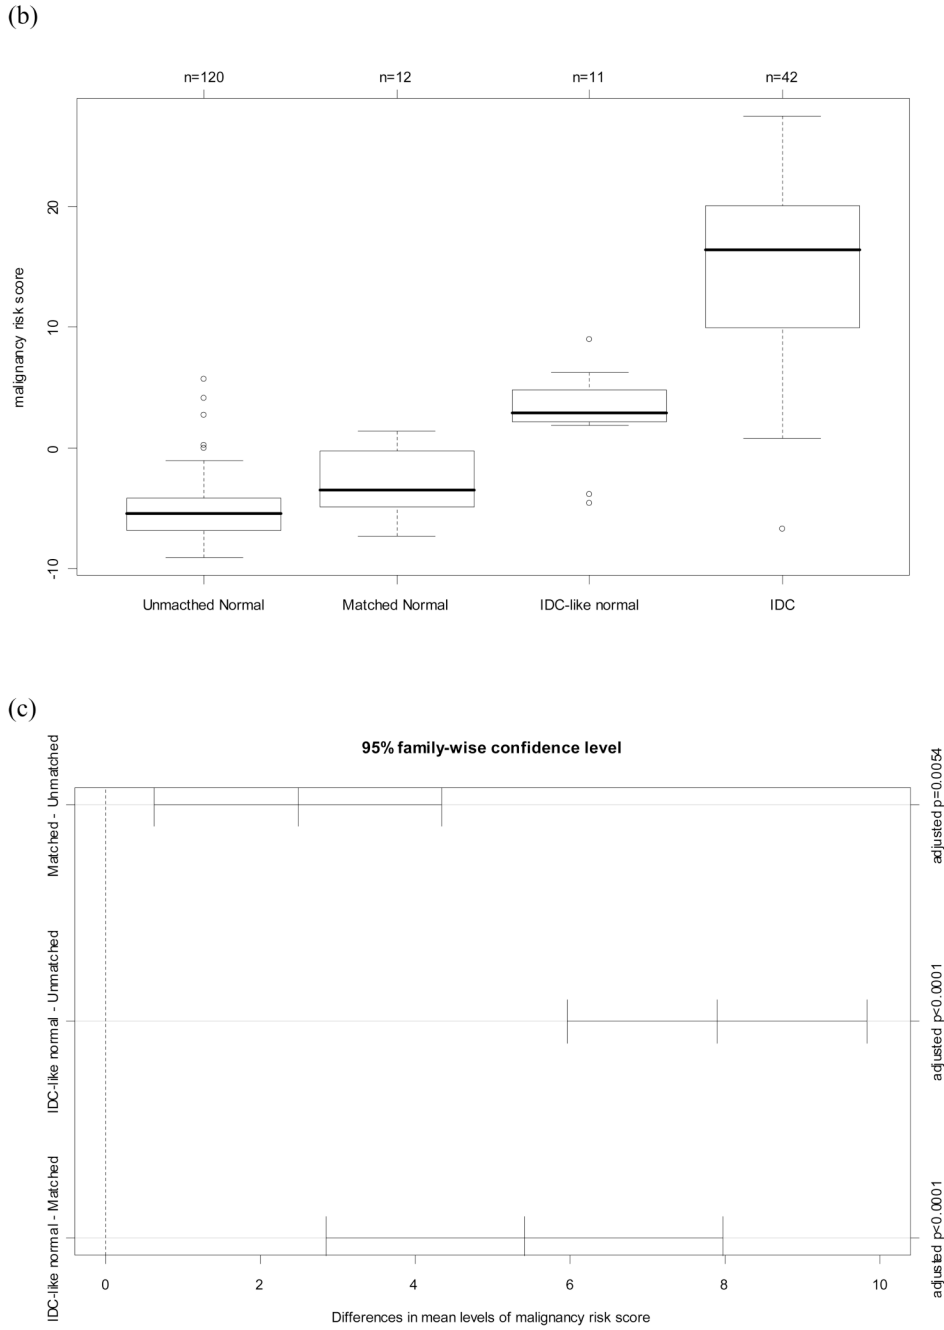 (b)
n=120 n=12 n=11 n=42
malignancy risk score
20
10
0
-10
Unmacthed Normal Matched Normal IDC-like normal IDC
(c)
95% family-wise confidence level
Matched - Unmatched
IDC-like normal - Unmatched
IDC-like normal - Matched
adjusted p=0.0054
adjusted p<0.0001
adjusted p<0.0001
0 2 4 6 8 10
Differences in mean levels of malignancy risk score